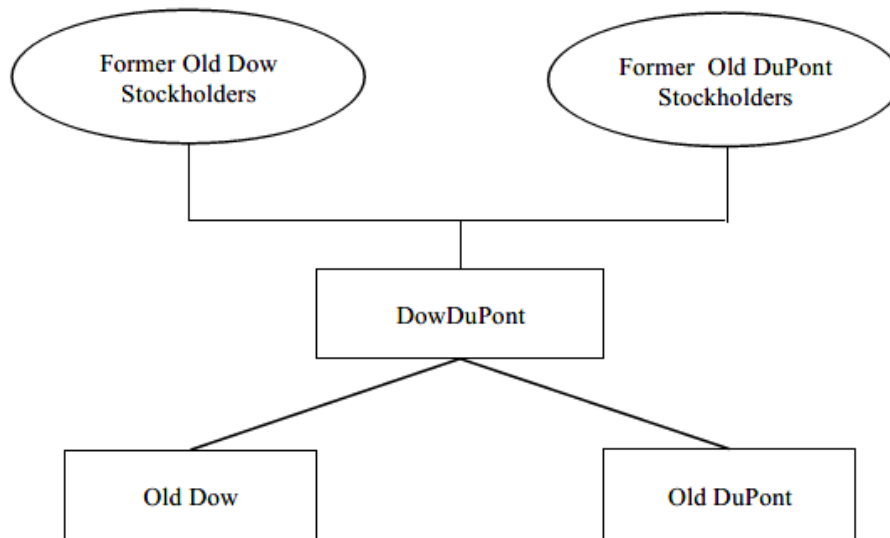 Former Old Dow
Stockholders
Former Old DuPont
Stockholders
DowDuPont
Old Dow
Old DuPont